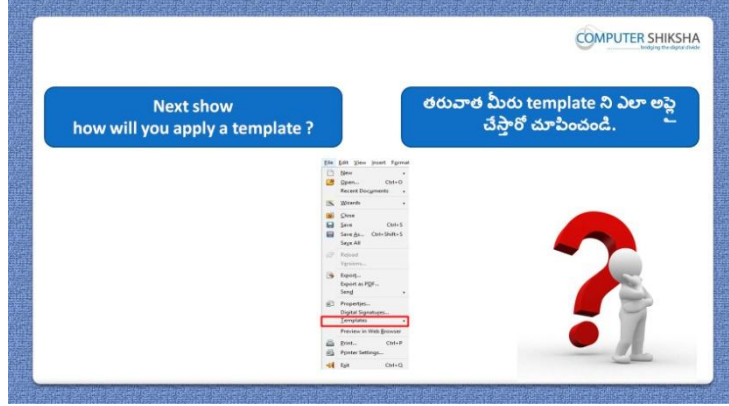 COMPUTER SHIKSHA
bridging the digital divide
Next show
how will you apply a template ?
తరువాత మీరు template ని ఎలా అప్లై
చేస్తారో చూపించండి.
File Edit View Insert Format
New
Open... Ctrl+O
Recent Documents
Wizards
Close
Save Ctrl+S
Save As... Ctrl+Shift+S
Save All
Reload
Versions...
Export...
Export as PDF...
Send
Properties...
Digital Signatures...
Templates
Preview in Web Browser
Print... Ctrl+P
Printer Settings...
Exit Ctrl+Q